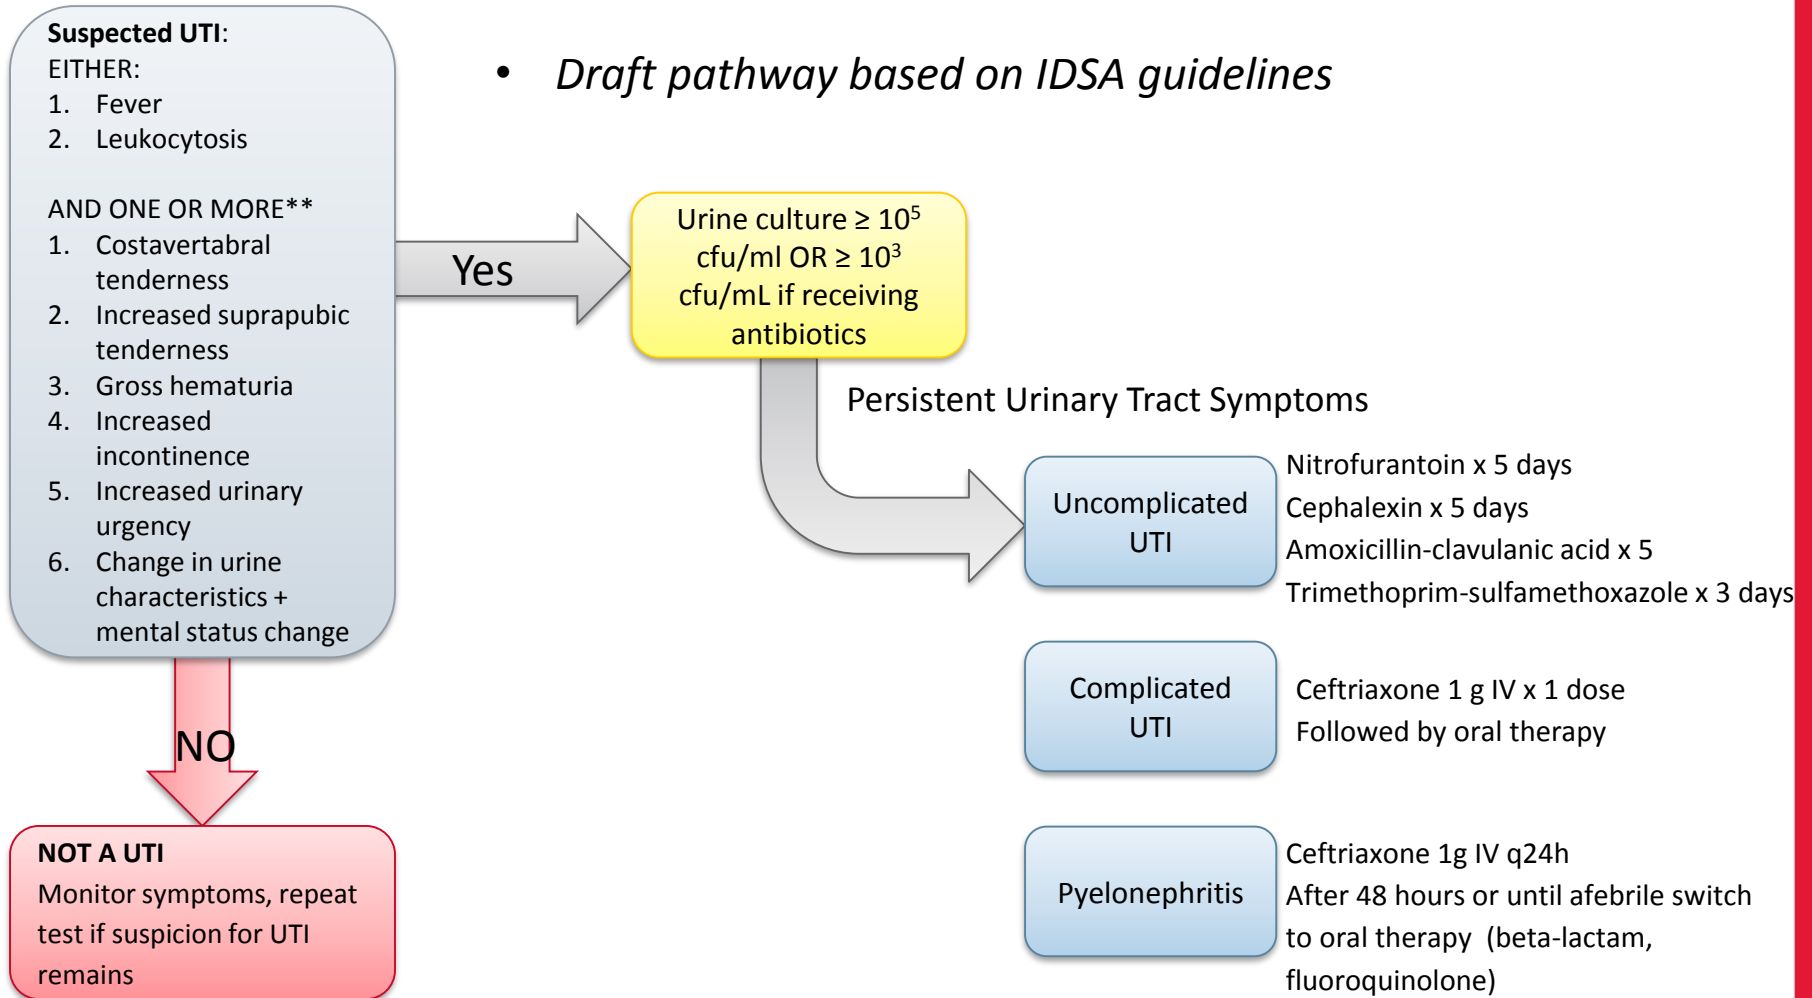 Suspected UTI:
EITHER:
1. Fever
2. Leukocytosis
AND ONE OR MORE**
1. Costavertabral
tenderness
2. Increased suprapubic
tenderness
3. Gross hematuria
4. Increased
incontinence
5. Increased urinary
urgency
6. Change in urine
characteristics +
mental status change
• Draft pathway based on IDSA guidelines
Yes
Urine culture ≥ 10⁵
cfu/ml OR ≥ 10³
cfu/mL if receiving
antibiotics
Persistent Urinary Tract Symptoms
Uncomplicated
UTI
Nitrofurantoin x 5 days
Cephalexin x 5 days
Amoxicillin-clavulanic acid x 5
Trimethoprim-sulfamethoxazole x 3 days
Complicated
UTI
Ceftriaxone 1 g IV x 1 dose
Followed by oral therapy
Pyelonephritis
Ceftriaxone 1g IV q24h
After 48 hours or until afebrile switch
to oral therapy (beta-lactam,
fluoroquinolone)
NO
NOT A UTI
Monitor symptoms, repeat
test if suspicion for UTI
remains